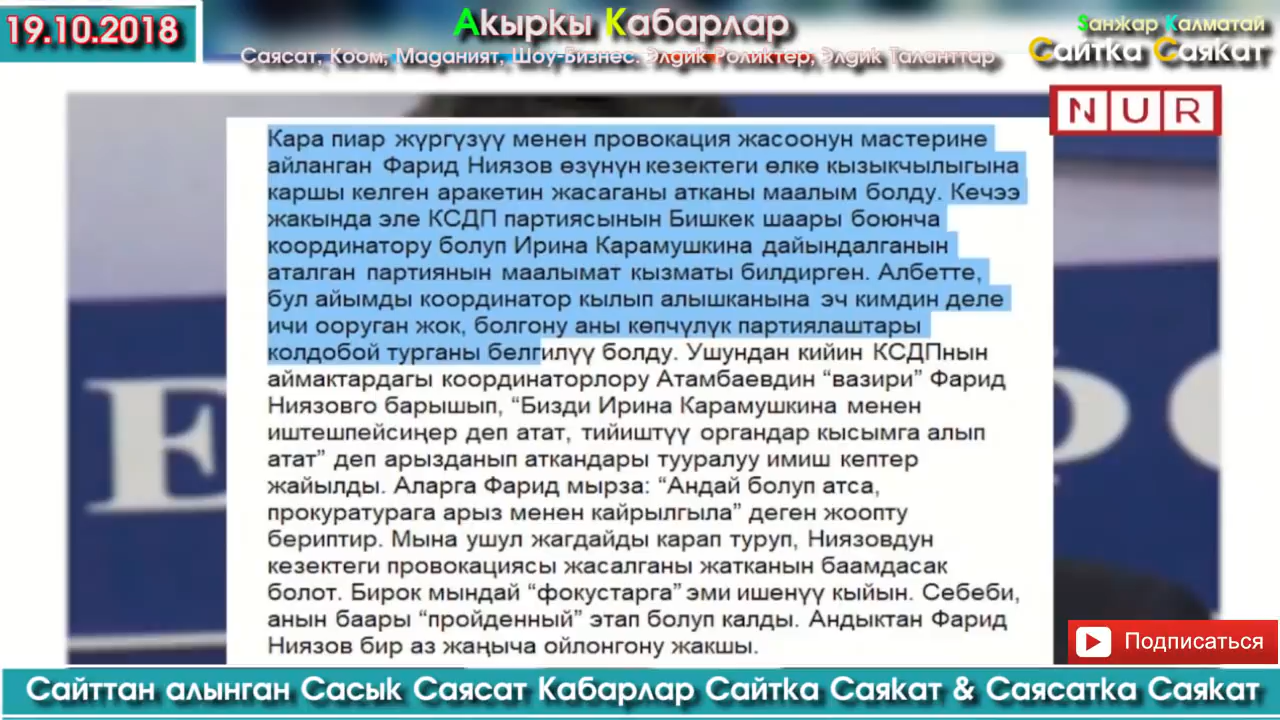 19.10.2018
Акыркы Кабарлар
Саясат, Коом, Маданият, Шоу-Бизнес. Элдик Роликтер, Элдик Таланттар
Sанжар Калматай
Сайтка Саякат
NUR
Кара пиар жүргүзүү менен провокация жасоонун мастерине
айланган Фарид Ниязов өзүнүн кезектеги өлкө кызыкчылыгына
каршы келген аракетин жасаганы атканы маалым болду. Кечээ
жакында эле КСДП партиясынын Бишкек шаары боюнча
координатору болуп Ирина Карамушкина дайындалганын
аталган партиянын маалымат кызматы билдирген. Албетте,
бул айымды координатор кылып алышканына эч кимдин деле
ичи ооруган жок, болгону аны көпчүлүк партиялаштары
колдобой турганы белгилүү болду. Ушундан кийин КСДПнын
аймактардагы координаторлору Атамбаевдин “вазири” Фарид
Ниязовго барышып, “Бизди Ирина Карамушкина менен
иштешпейсиңер деп атат, тийиштүү органдар кысымга алып
атат” деп арызданып аткандары тууралуу имиш кептер
жайылды. Аларга Фарид мырза: “Андай болуп атса,
прокуратурага арыз менен кайрылгыла” деген жоопту
бериптир. Мына ушул жагдайды карап туруп, Ниязовдун
кезектеги провокациясы жасалганы жатканын баамдасак
болот. Бирок мындай “фокустарга” эми ишенүү кыйын. Себеби,
анын баары “пройденный” этап болуп калды. Андыктан Фарид
Ниязов бир аз жаңыча ойлонгону жакшы.
Подписаться
Сайттан алынган Сасык Саясат Кабарлар Сайтка Саякат & Саясатка Саякат